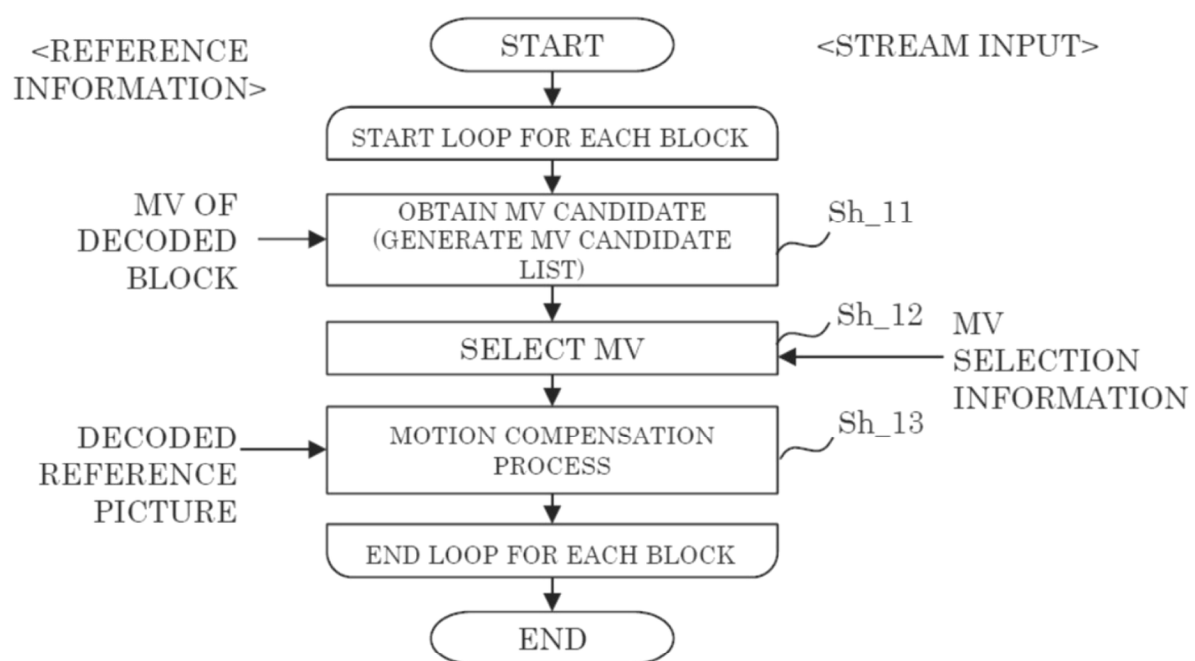 <REFERENCE
INFORMATION>
START
<STREAM INPUT>
START LOOP FOR EACH BLOCK
MV OF
DECODED
BLOCK
OBTAIN MV CANDIDATE
(GENERATE MV CANDIDATE
LIST)
Sh_11
SELECT MV
Sh_12
MV
SELECTION
INFORMATION
DECODED
REFERENCE
PICTURE
MOTION COMPENSATION
PROCESS
Sh_13
END LOOP FOR EACH BLOCK
END